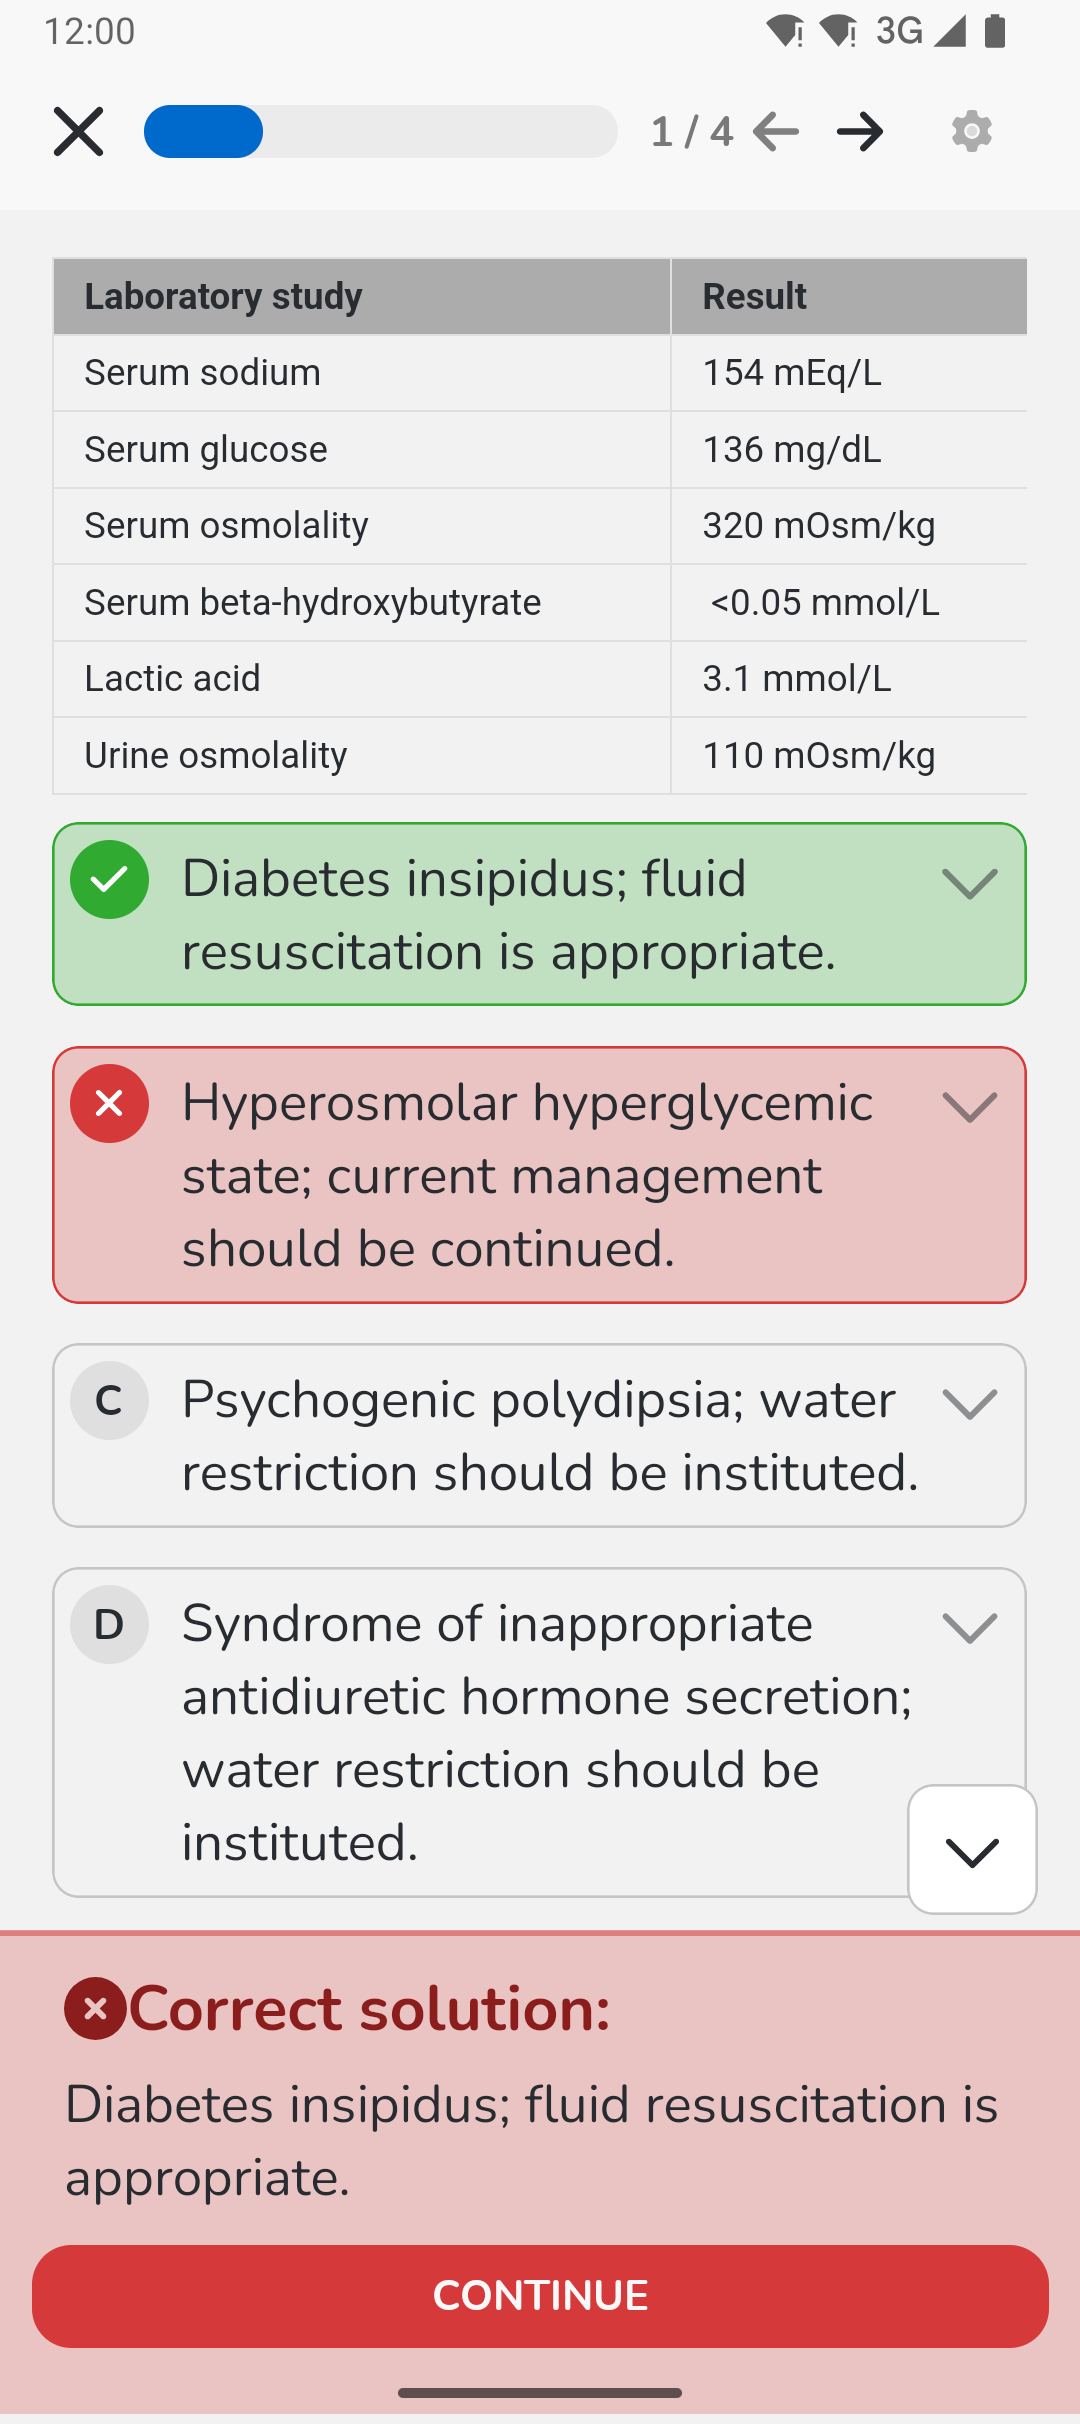 12:00 3G
1 / 4
Laboratory study Result
Serum sodium 154 mEq/L
Serum glucose 136 mg/dL
Serum osmolality 320 mOsm/kg
Serum beta-hydroxybutyrate <0.05 mmol/L
Lactic acid 3.1 mmol/L
Urine osmolality 110 mOsm/kg
Diabetes insipidus; fluid
resuscitation is appropriate.
Hyperosmolar hyperglycemic
state; current management
should be continued.
C Psychogenic polydipsia; water
restriction should be instituted.
D Syndrome of inappropriate
antidiuretic hormone secretion;
water restriction should be
instituted.
Correct solution:
Diabetes insipidus; fluid resuscitation is
appropriate.
CONTINUE